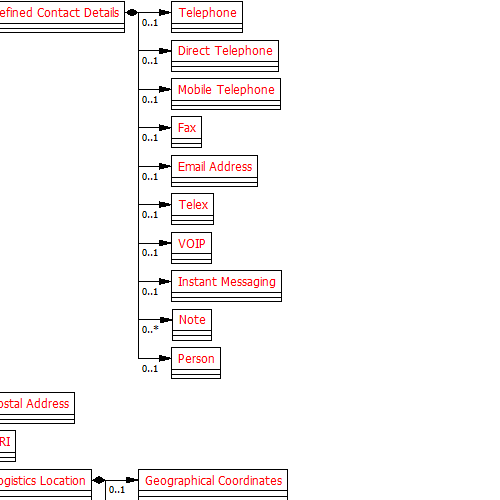 efined Contact Details
Telephone
0..1
Direct Telephone
0..1
Mobile Telephone
0..1
Fax
0..1
Email Address
0..1
Telex
0..1
VOIP
0..1
Instant Messaging
0..1
Note
0..*
Person
0..1
ostal Address
RI
ogistics Location
0..1
Geographical Coordinates